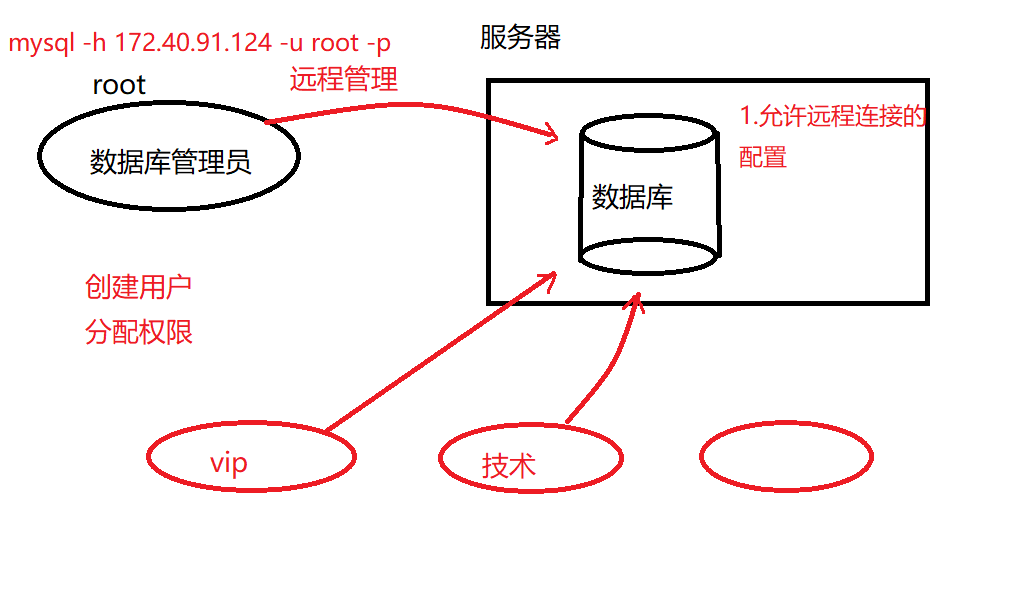 mysql -h 172.40.91.124 -u root -p
服务器
root
远程管理
1.允许远程连接的
配置
数据库管理员
数据库
创建用户
分配权限
vip
技术